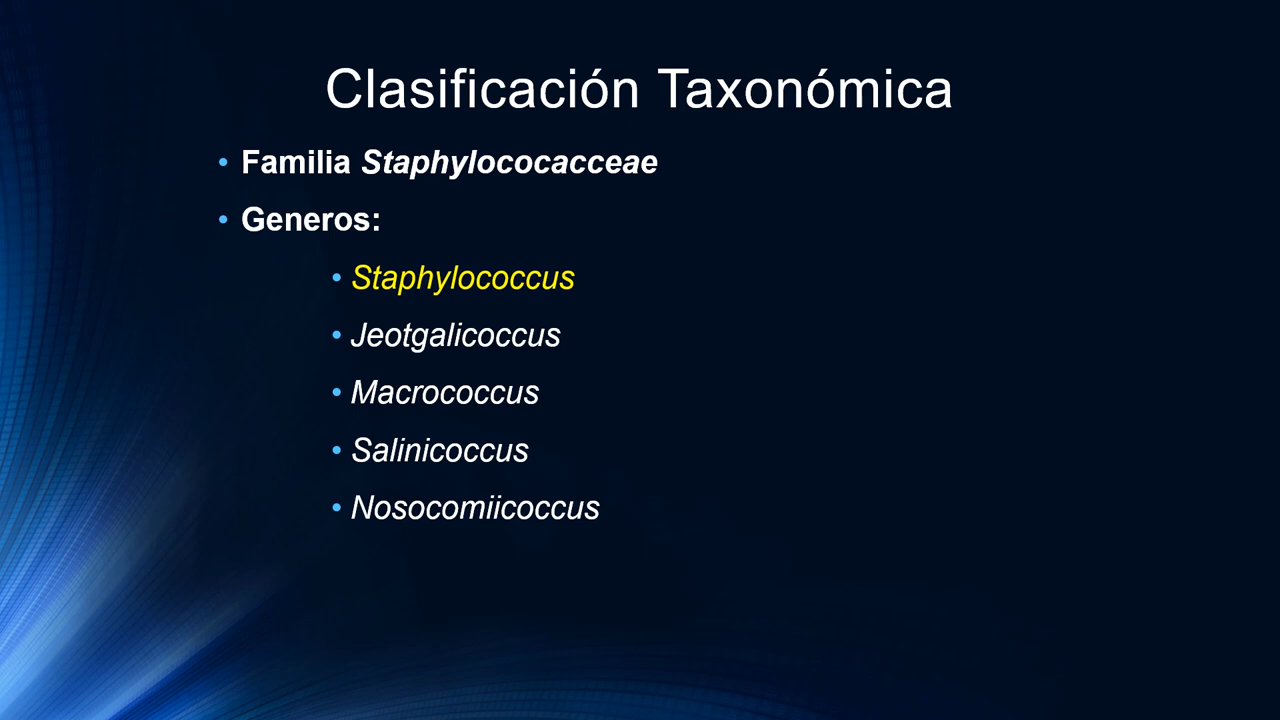 Clasificación Taxonómica
• Familia Staphylococacceae
• Generos:
• Staphylococcus
• Jeotgalicoccus
• Macrococcus
• Salinicoccus
• Nosocomiicoccus